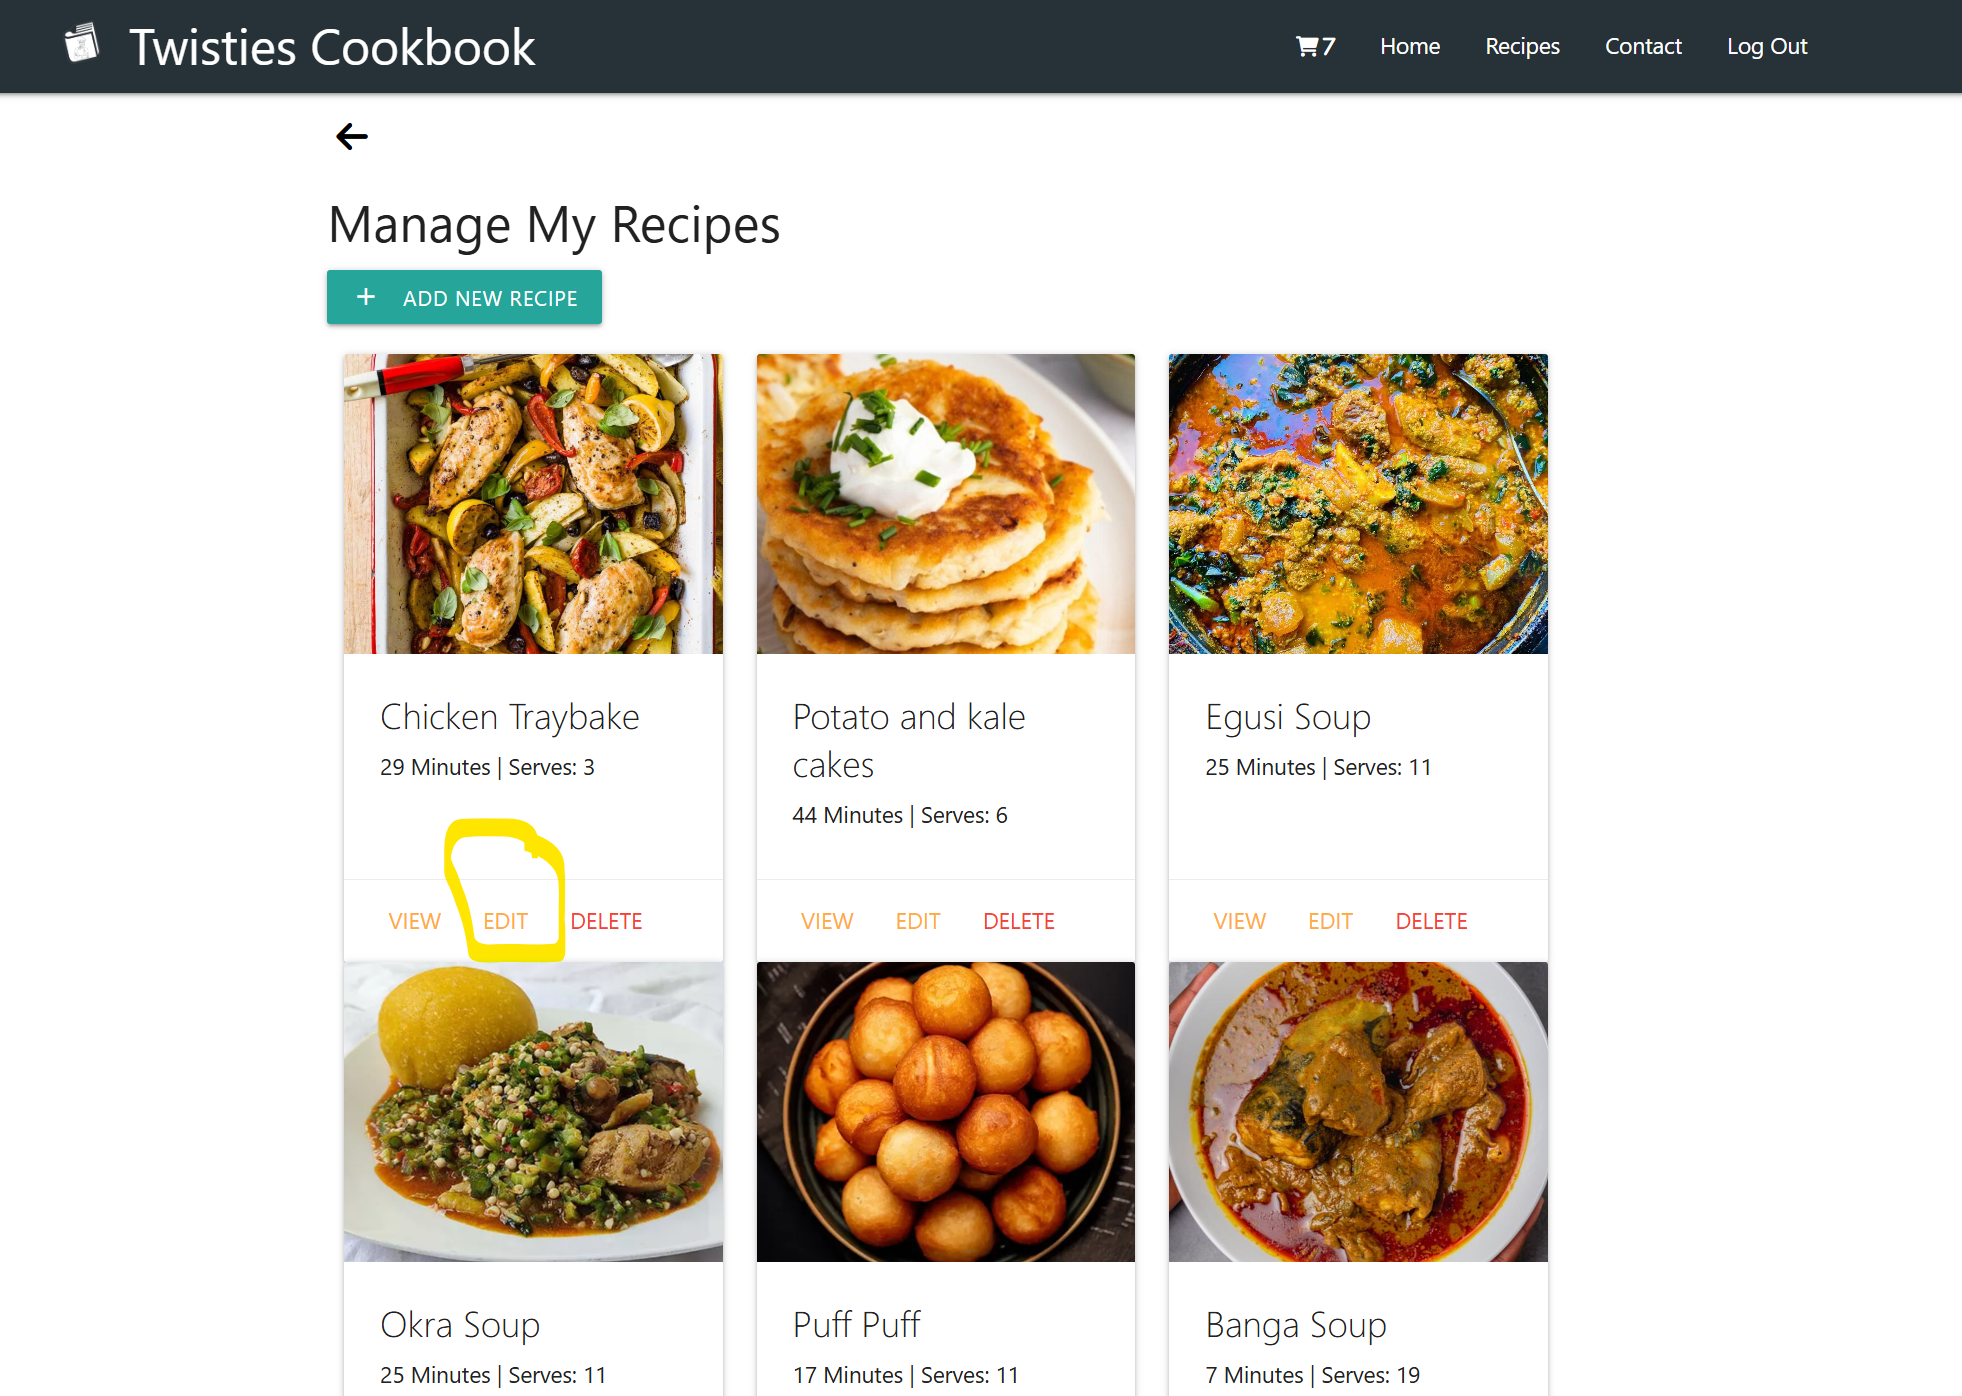 Twisties Cookbook
7 Home Recipes Contact Log Out
Manage My Recipes
+ ADD NEW RECIPE
Chicken Traybake
29 Minutes | Serves: 3
VIEW EDIT DELETE
Potato and kale
cakes
44 Minutes | Serves: 6
VIEW EDIT DELETE
Egusi Soup
25 Minutes | Serves: 11
VIEW EDIT DELETE
Okra Soup
25 Minutes | Serves: 11
Puff Puff
17 Minutes | Serves: 11
Banga Soup
7 Minutes | Serves: 19